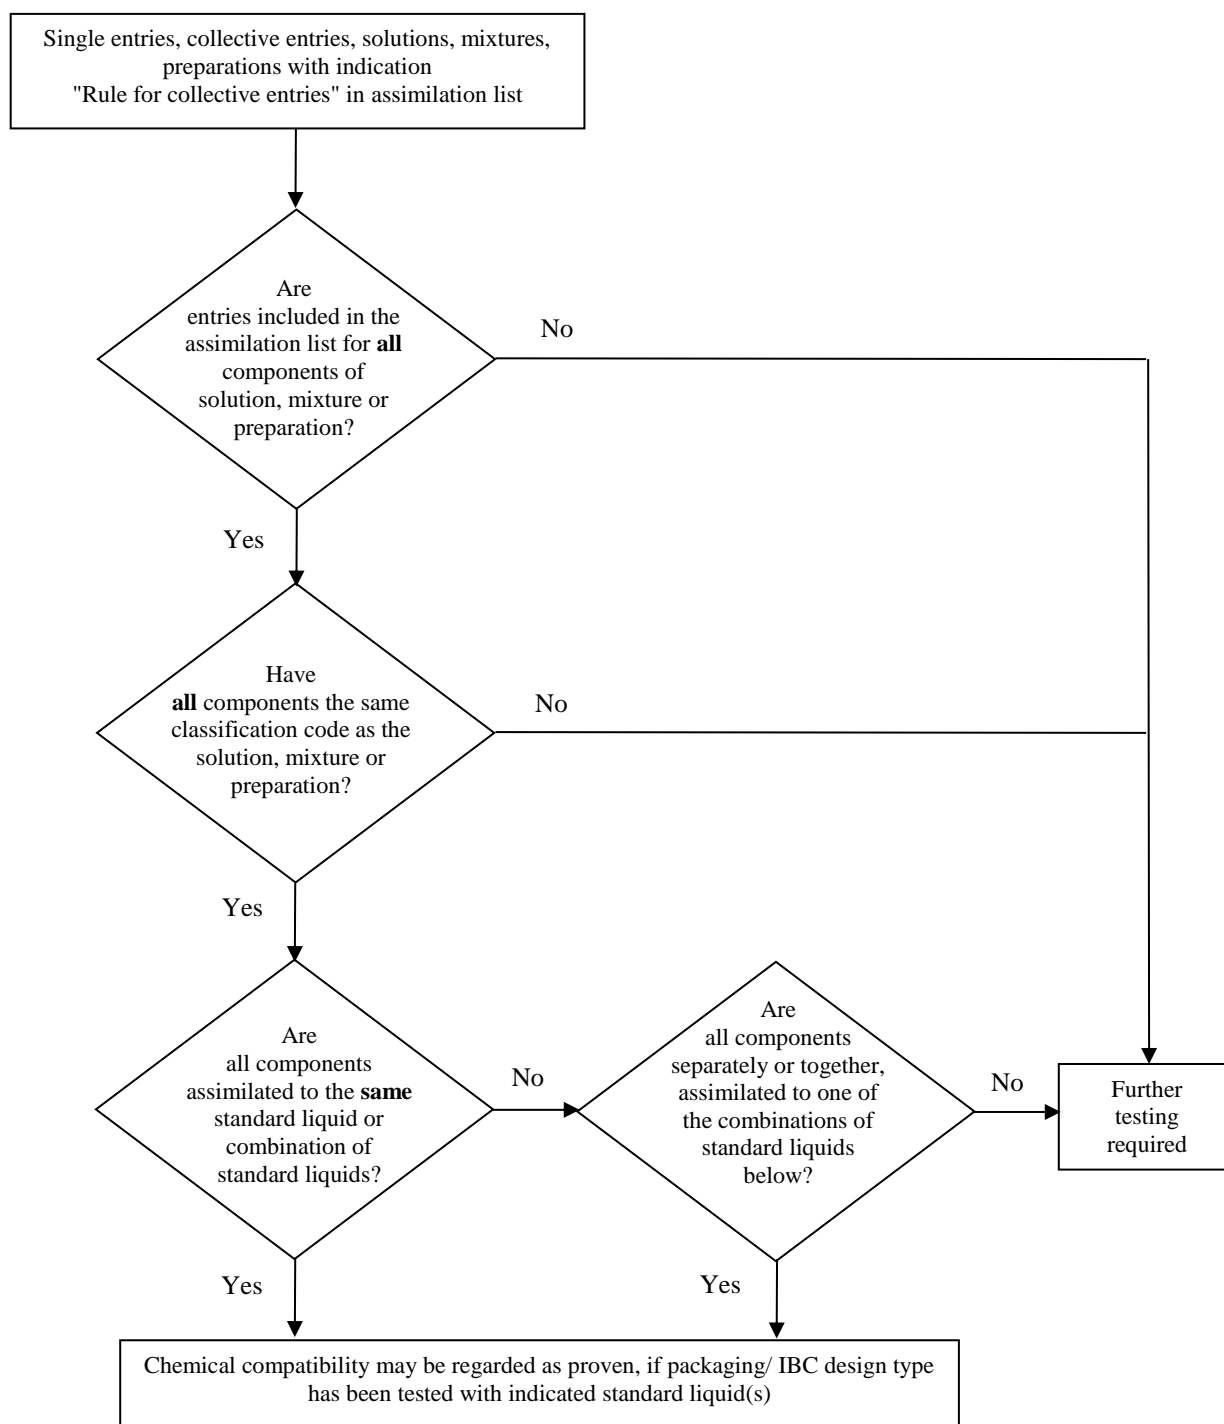 Single entries, collective entries, solutions, mixtures,
preparations with indication
"Rule for collective entries" in assimilation list
Are
entries included in the
assimilation list for all
components of
solution, mixture or
preparation?
No
Yes
Have
all components the same
classification code as the
solution, mixture or
preparation?
No
Yes
Are
all components
assimilated to the same
standard liquid or
combination of
standard liquids?
No
Are
all components
separately or together,
assimilated to one of
the combinations of
standard liquids
below?
No
Further
testing
required
Yes
Yes
Chemical compatibility may be regarded as proven, if packaging/ IBC design type
has been tested with indicated standard liquid(s)